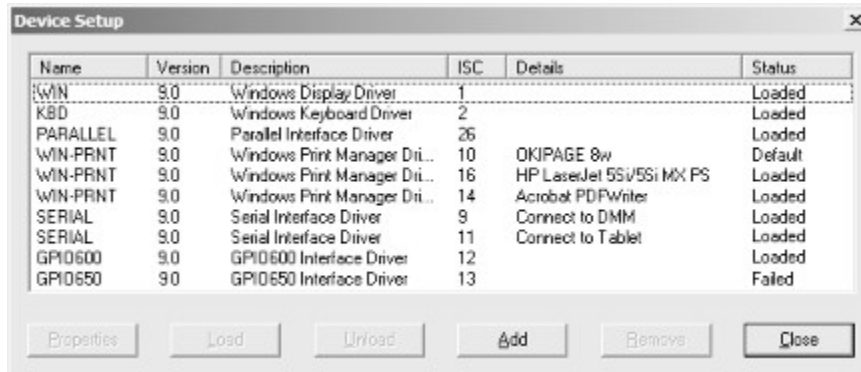 Device Setup
Name Version Description ISC Details Status
WIN 9.0 Windows Display Driver 1 Loaded
KBD 9.0 Windows Keyboard Driver 2 Loaded
PARALLEL 9.0 Parallel Interface Driver 26 Loaded
WIN-PRNT 9.0 Windows Print Manager Dri... 10 OKIPAGE 8w Default
WIN-PRNT 9.0 Windows Print Manager Dri... 16 HP LaserJet 5Si/5Si MX PS Loaded
WIN-PRNT 9.0 Windows Print Manager Dri... 14 Acrobat PDFWriter Loaded
SERIAL 9.0 Serial Interface Driver 9 Connect to DMM Loaded
SERIAL 9.0 Serial Interface Driver 11 Connect to Tablet Loaded
GPIO600 9.0 GPIO600 Interface Driver 12 Loaded
GPIO650 9.0 GPIO650 Interface Driver 13 Failed
Properties Load Unload Add Remove Close